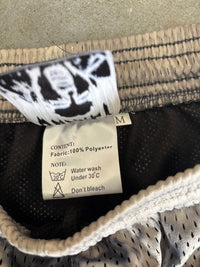 M
CONTENT:
Fabric:100% Polyester
NOTE:
Water wash
Under 30°C
Don't bleach